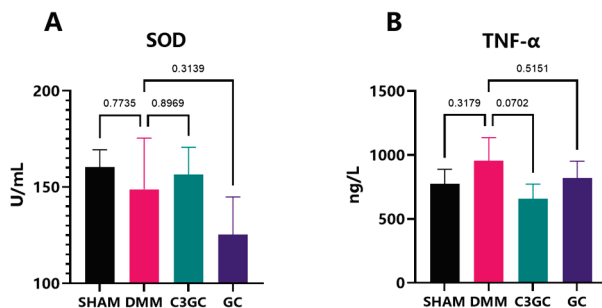 A
SOD
0.3139
0.7735
0.8969
200
150
100
U/mL
SHAM DMM C3GC GC
B
TNF-α
0.5151
0.3179
0.0702
1500
1000
500
0
ng/L
SHAM DMM C3GC GC